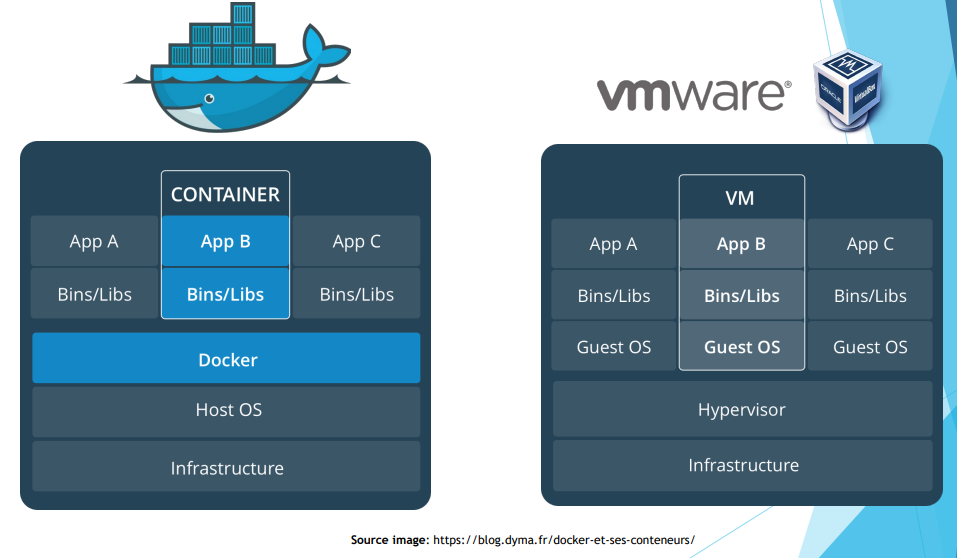 vmware®
ORACLE
VirtualBox
CONTAINER
App A App B App C
Bins/Libs Bins/Libs Bins/Libs
Docker
Host OS
Infrastructure
VM
App A App B App C
Bins/Libs Bins/Libs Bins/Libs
Guest OS Guest OS Guest OS
Hypervisor
Infrastructure
Source image: https://blog.dyma.fr/docker-et-ses-conteneurs/